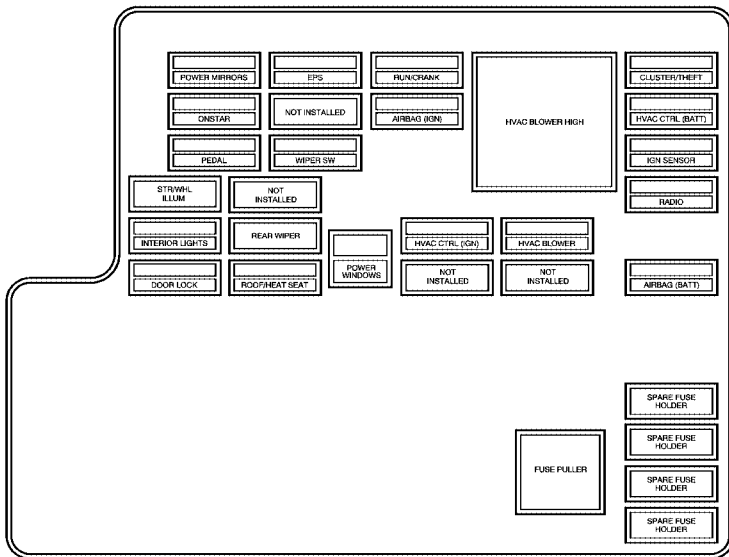 POWER MIRRORS
EPS
RUN/CRANK
CLUSTER/THEFT
HVAC BLOWER HIGH
ONSTAR
NOT INSTALLED
AIRBAG (IGN)
HVAC CTRL (BATT)
PEDAL
WIPER SW
IGN SENSOR
STR/WHL
ILLUM
NOT
INSTALLED
RADIO
INTERIOR LIGHTS
REAR WIPER
POWER
WINDOWS
HVAC CTRL (IGN)
HVAC BLOWER
DOOR LOCK
ROOF/HEAT SEAT
NOT
INSTALLED
NOT
INSTALLED
AIRBAG (BATT)
SPARE FUSE
HOLDER
SPARE FUSE
HOLDER
FUSE PULLER
SPARE FUSE
HOLDER
SPARE FUSE
HOLDER